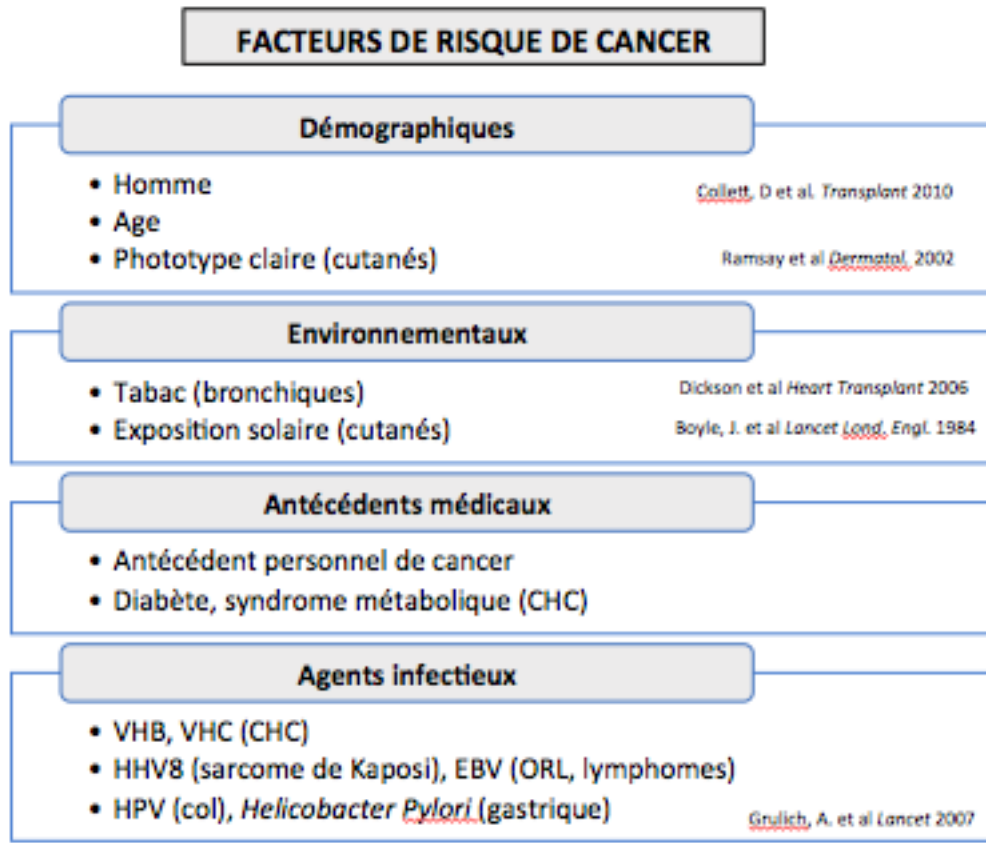 FACTEURS DE RISQUE DE CANCER
Démographiques
• Homme
Collett, D et al. Transplant 2010
• Age
• Phototype claire (cutanés)
Ramsay et al Dermatol. 2002
Environnementaux
• Tabac (bronchiques)
Dickson et al Heart Transplant 2006
• Exposition solaire (cutanés)
Boyle, J. et al Lancet Lond. Engl. 1984
Antécédents médicaux
• Antécédent personnel de cancer
• Diabète, syndrome métabolique (CHC)
Agents infectieux
• VHB, VHC (CHC)
• HHV8 (sarcome de Kaposi), EBV (ORL, lymphomes)
• HPV (col), Helicobacter Pylori (gastrique)
Grulich, A. et al Lancet 2007